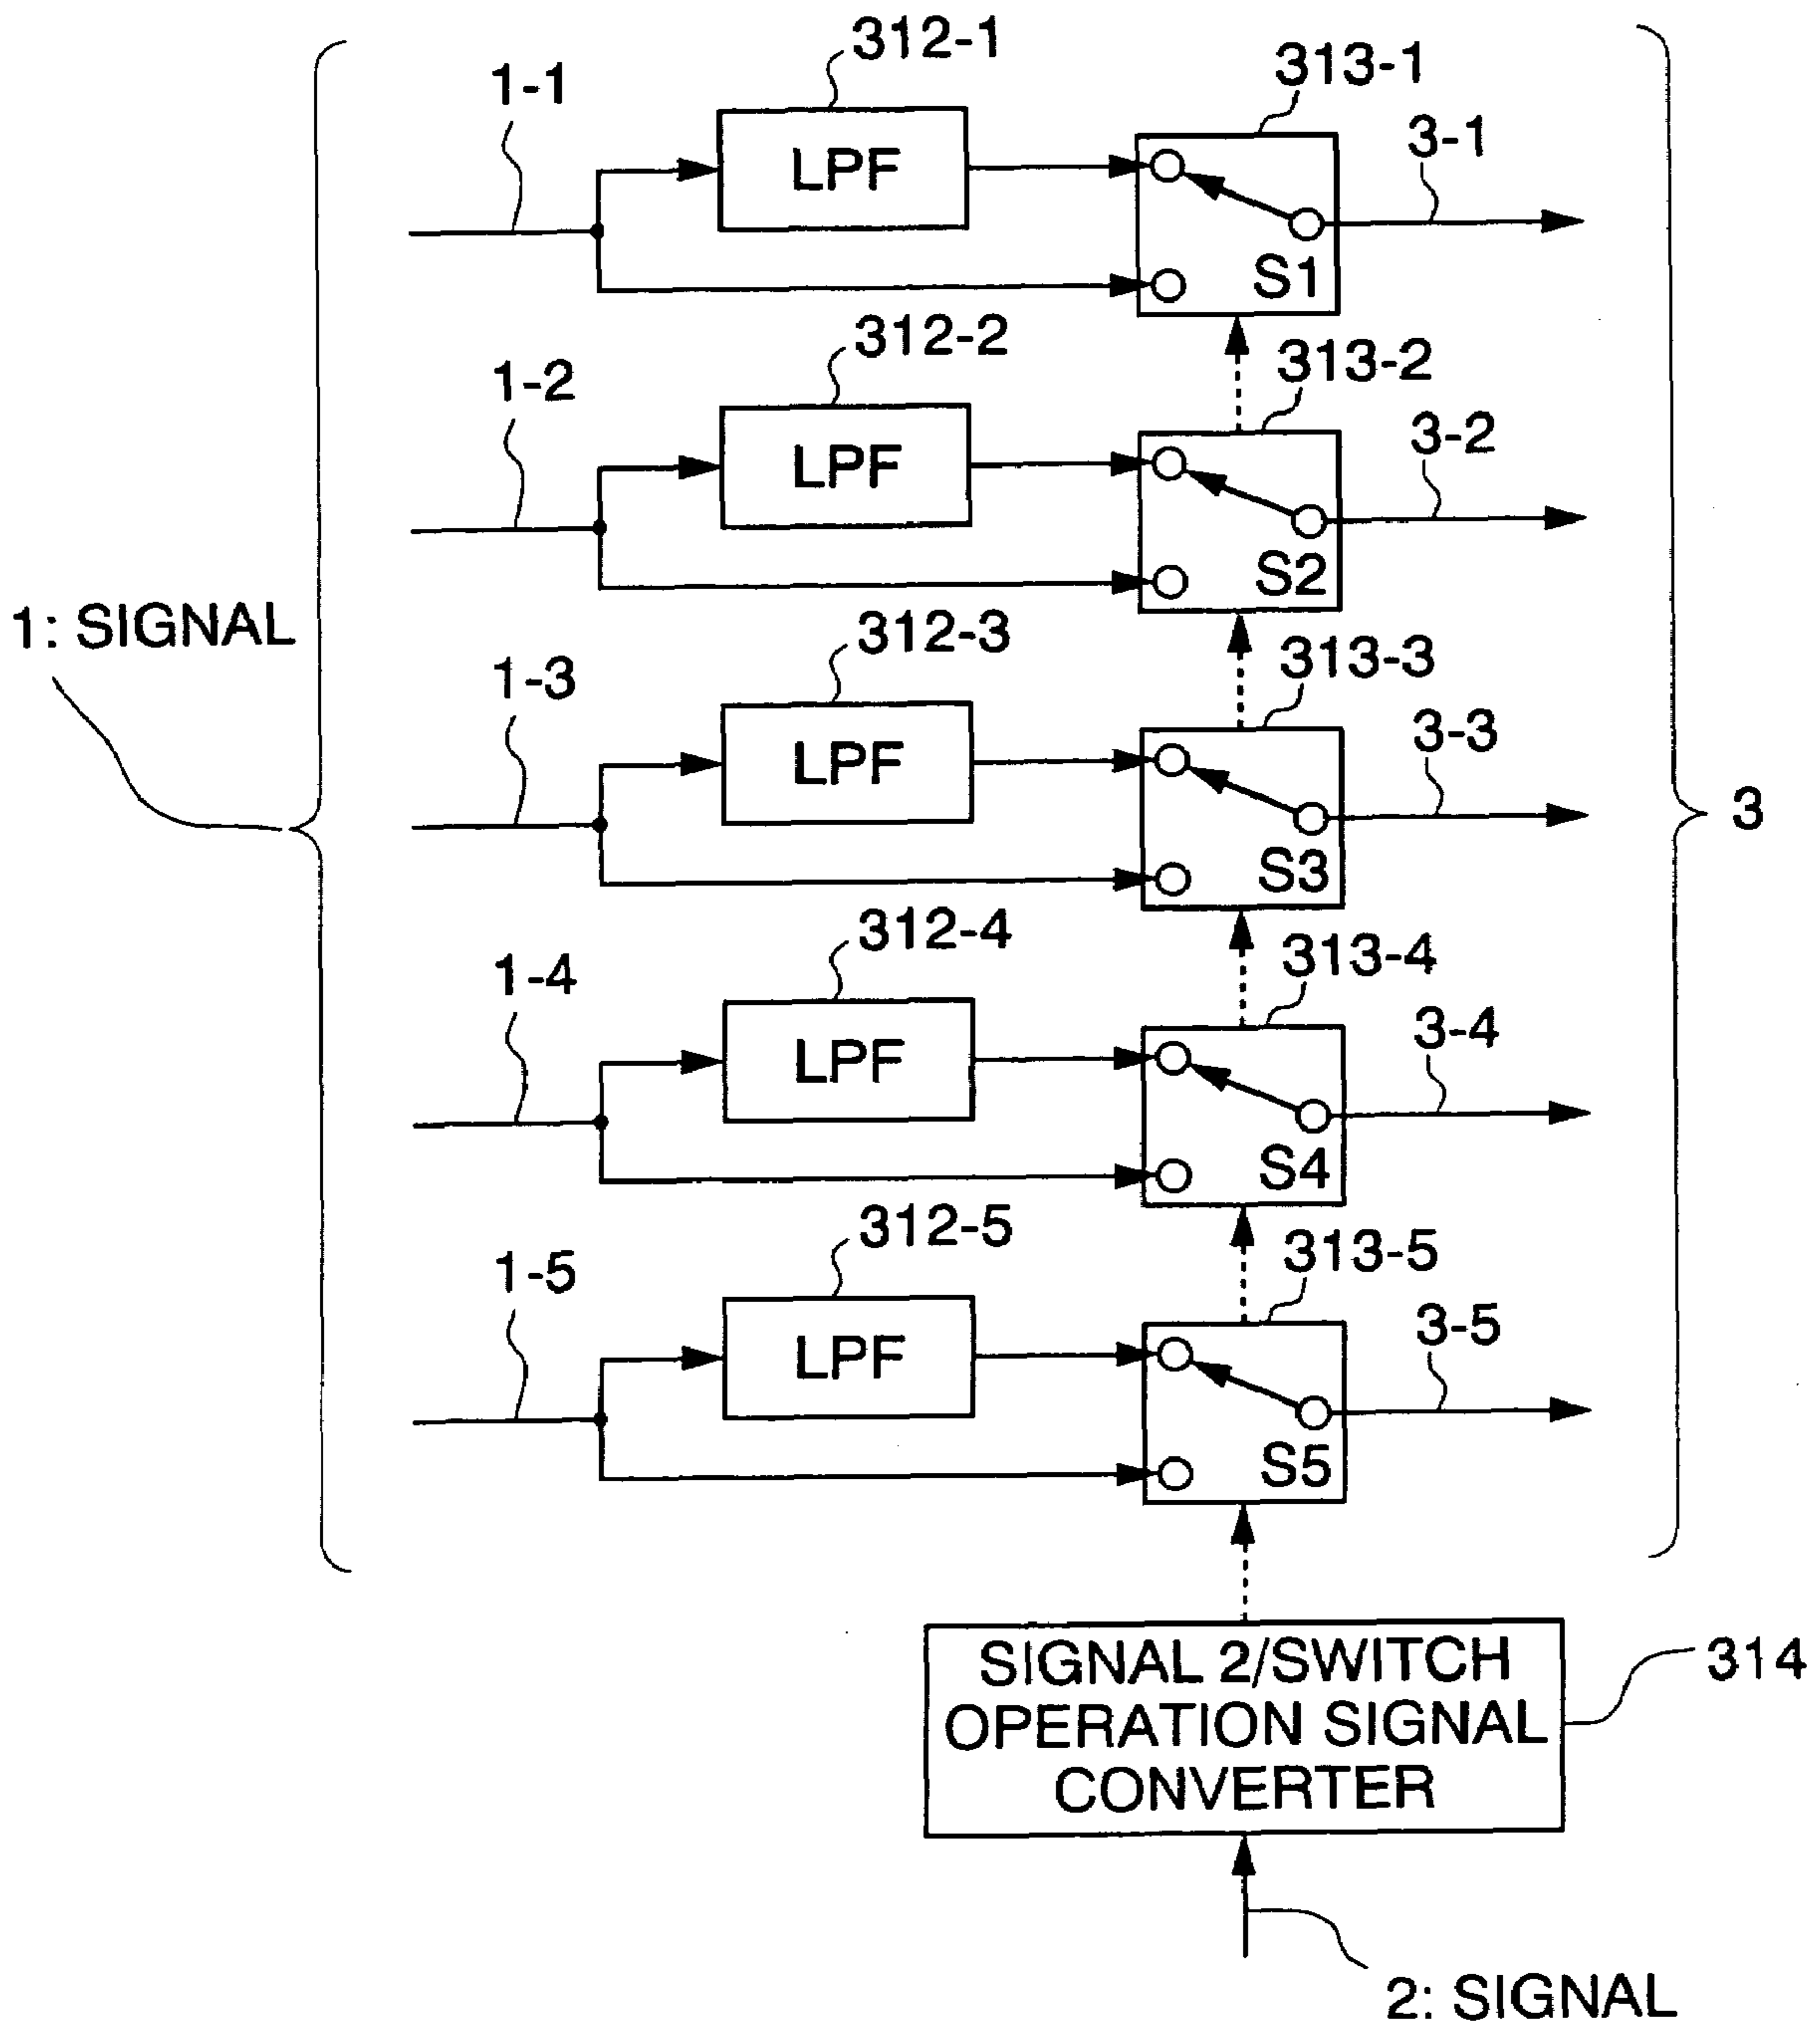 312-1
313-1
1-1
3-1
LPF
S1
312-2
313-2
1-2
3-2
LPF
S2
1: SIGNAL
312-3
313-3
1-3
3-3
LPF
3
S3
312-4
313-4
1-4
3-4
LPF
S4
312-5
313-5
1-5
3-5
LPF
S5
SIGNAL 2/SWITCH
OPERATION SIGNAL
CONVERTER
314
2: SIGNAL